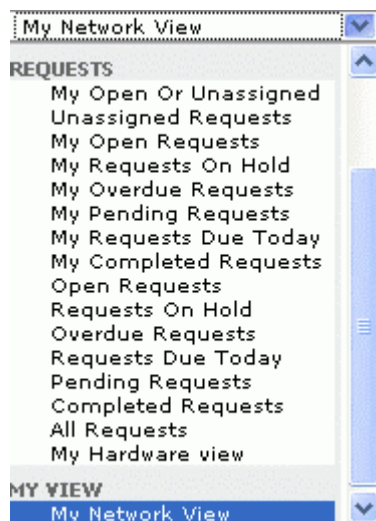 My Network View
REQUESTS
My Open Or Unassigned
Unassigned Requests
My Open Requests
My Requests On Hold
My Overdue Requests
My Pending Requests
My Requests Due Today
My Completed Requests
Open Requests
Requests On Hold
Overdue Requests
Requests Due Today
Pending Requests
Completed Requests
All Requests
My Hardware view
MY VIEW
My Network View